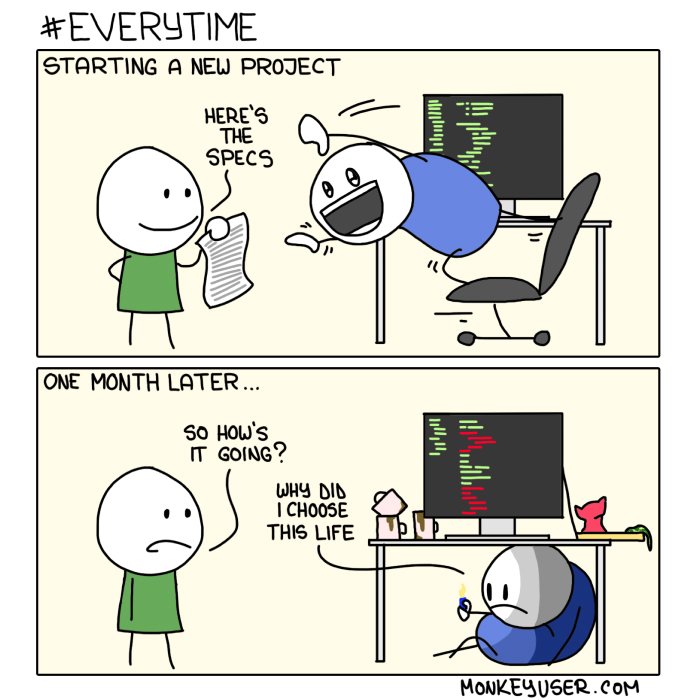 #EVERYTIME
STARTING A NEW PROJECT
HERE'S
THE
SPECS
ONE MONTH LATER...
SO HOW'S
IT GOING?
WHY DID
I CHOOSE
THIS LIFE
MONKEYUSER.COM